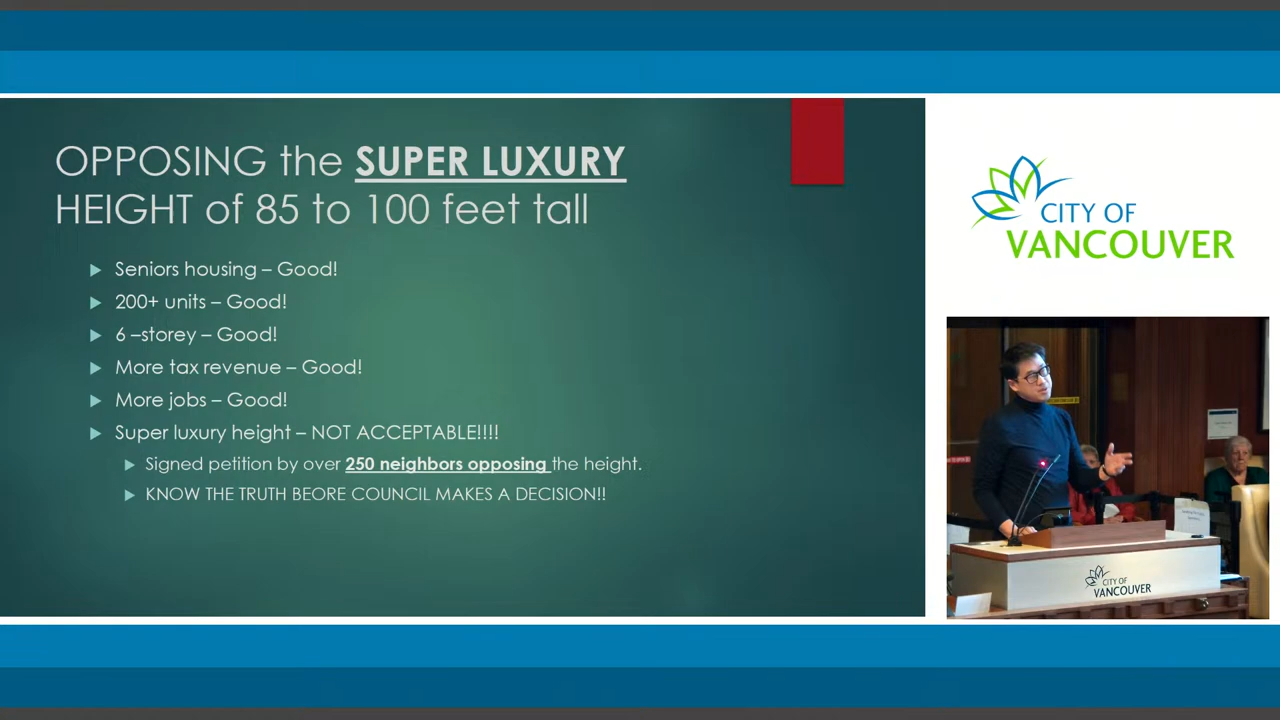 OPPOSING the SUPER LUXURY
HEIGHT of 85 to 100 feet tall
Seniors housing – Good!
200+ units – Good!
6 –storey – Good!
More tax revenue – Good!
More jobs – Good!
Super luxury height – NOT ACCEPTABLE!!!!
Signed petition by over 250 neighbors opposing the height.
KNOW THE TRUTH BEORE COUNCIL MAKES A DECISION!!
CITY OF
VANCOUVER
CITY OF
VANCOUVER